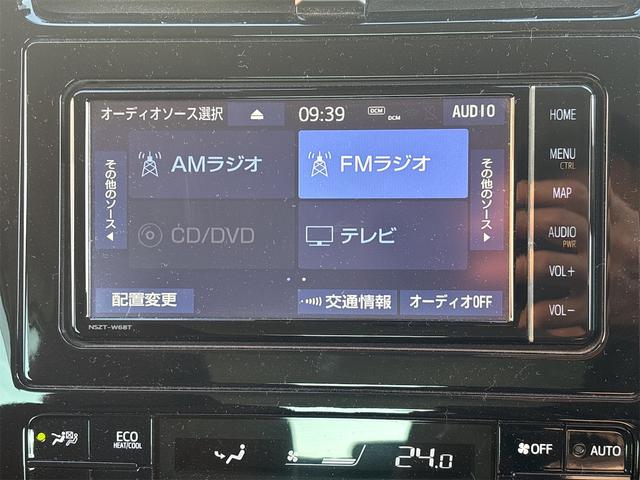 オーディオソース選択 09:39 DCM DCM AUDIO
その他のソース
AMラジオ
FMラジオ
その他のソース
CD/DVD
テレビ
配置変更
交通情報
オーディオOFF
HOME
MENU
CTRL
MAP
AUDIO
PWR
VOL+
VOL−
NSZT-W68T
ECO
HEAT/COOL
24.0
OFF
AUTO